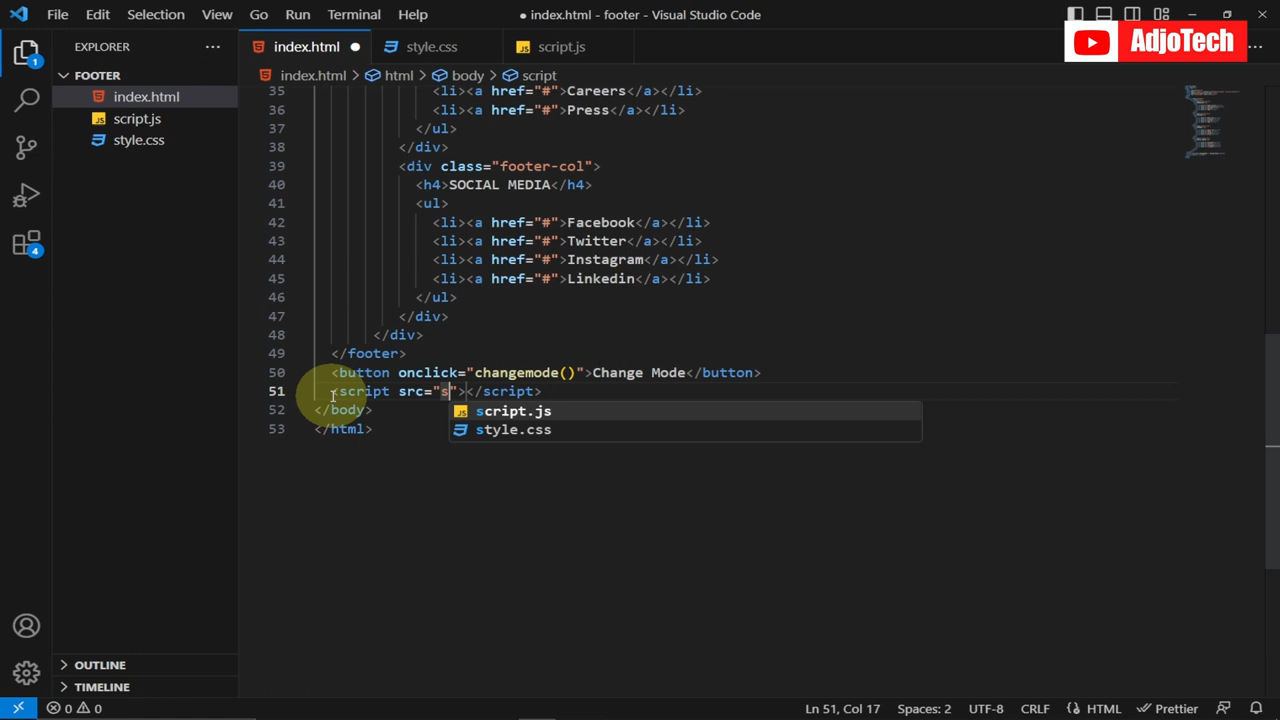 File Edit Selection View Go Run Terminal Help ● index.html - footer - Visual Studio Code
AdjoTech
EXPLORER
index.html style.css script.js
index.html > html > body > script
FOOTER
index.html
script.js
style.css
1
4
35 <li><a href="#">Careers</a></li>
36 <li><a href="#">Press</a></li>
37 </ul>
38 </div>
39 <div class="footer-col">
40 <h4>SOCIAL MEDIA</h4>
41 <ul>
42 <li><a href="#">Facebook</a></li>
43 <li><a href="#">Twitter</a></li>
44 <li><a href="#">Instagram</a></li>
45 <li><a href="#">Linkedin</a></li>
46 </ul>
47 </div>
48 </div>
49 </footer>
50 <button onclick="changemode()">Change Mode</button>
51 <script src="s"></script>
52 </body>
53 </html>
script.js
style.css
OUTLINE
TIMELINE
0 0 Ln 51, Col 17 Spaces: 2 UTF-8 CRLF HTML Prettier